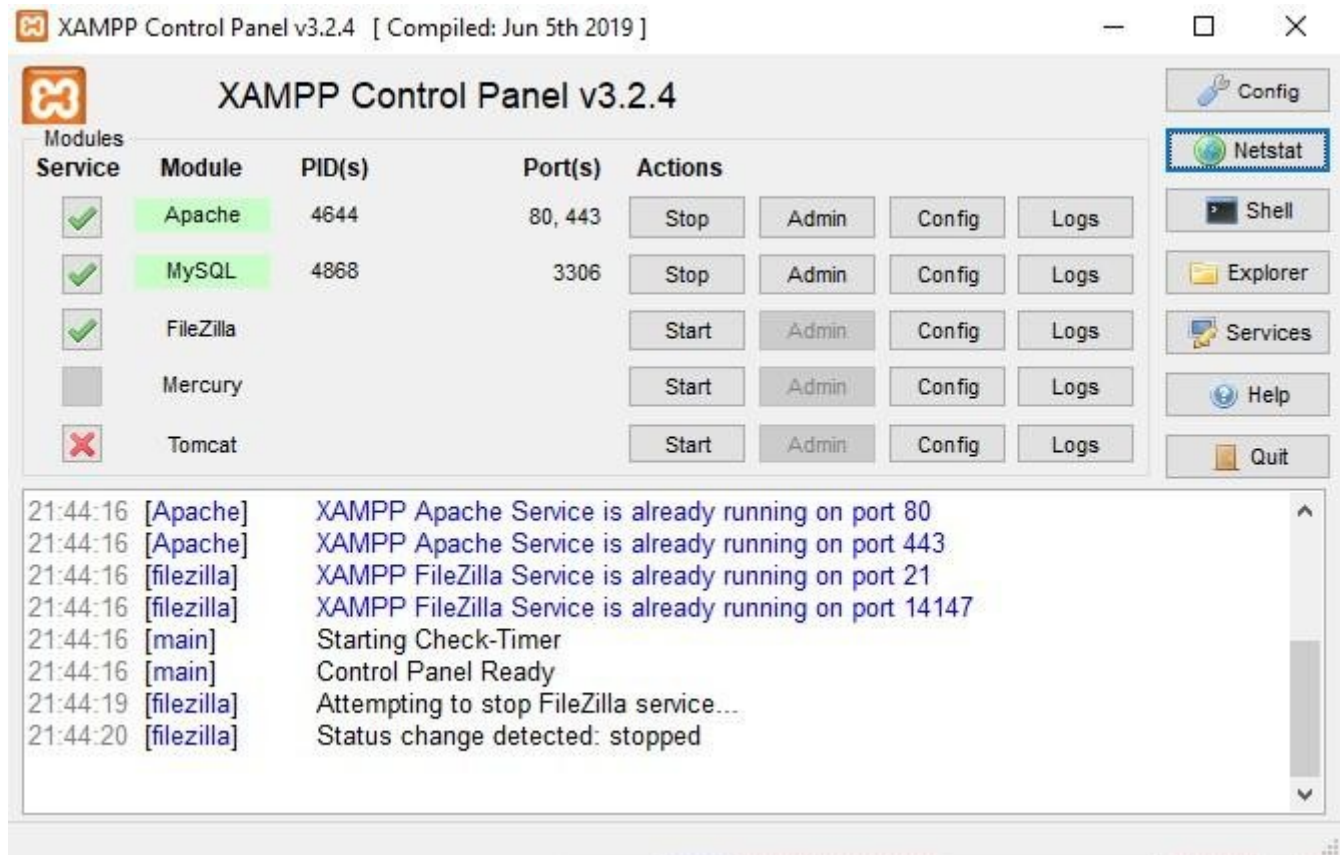 XAMPP Control Panel v3.2.4 [ Compiled: Jun 5th 2019 ]
XAMPP Control Panel v3.2.4
Config
Modules
Netstat
Service Module PID(s) Port(s) Actions
Apache 4644 80, 443 Stop Admin Config Logs
Shell
MySQL 4868 3306 Stop Admin Config Logs
Explorer
FileZilla Start Admin Config Logs
Services
Mercury Start Admin Config Logs
Help
Tomcat Start Admin Config Logs
Quit
21:44:16 [Apache] XAMPP Apache Service is already running on port 80
21:44:16 [Apache] XAMPP Apache Service is already running on port 443
21:44:16 [filezilla] XAMPP FileZilla Service is already running on port 21
21:44:16 [filezilla] XAMPP FileZilla Service is already running on port 14147
21:44:16 [main] Starting Check-Timer
21:44:16 [main] Control Panel Ready
21:44:19 [filezilla] Attempting to stop FileZilla service...
21:44:20 [filezilla] Status change detected: stopped